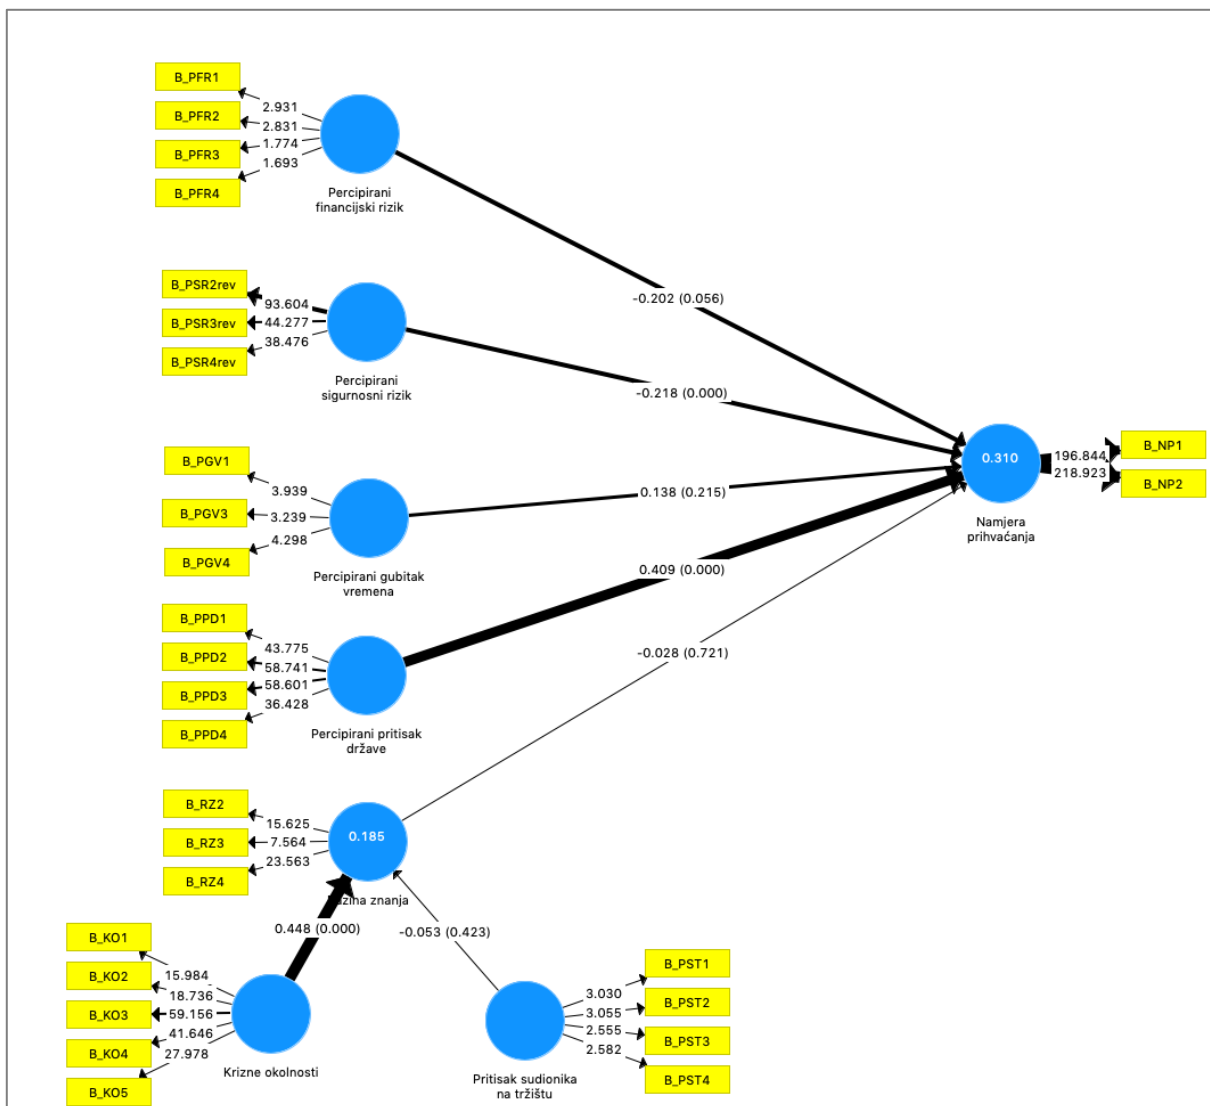 B_PFR1
B_PFR2
B_PFR3
B_PFR4
2.931
2.831
1.774
1.693
Percipirani
financijski rizik
-0.202 (0.056)
B_PSR2rev
B_PSR3rev
B_PSR4rev
93.604
44.277
38.476
Percipirani
sigurnosni rizik
-0.218 (0.000)
B_PGV1
B_PGV3
B_PGV4
3.939
3.239
4.298
Percipirani gubitak
vremena
0.138 (0.215)
0.310
Namjera
prihvaćanja
196.844
218.923
B_NP1
B_NP2
B_PPD1
B_PPD2
B_PPD3
B_PPD4
43.775
58.741
58.601
36.428
Percipirani pritisak
države
0.409 (0.000)
-0.028 (0.721)
B_RZ2
B_RZ3
B_RZ4
15.625
7.564
23.563
0.185
znanja
0.448 (0.000)
-0.053 (0.423)
B_KO1
B_KO2
B_KO3
B_KO4
B_KO5
15.984
18.736
59.156
41.646
27.978
Krizne okolnosti
Pritisak sudionika
na tržištu
3.030
3.055
2.555
2.582
B_PST1
B_PST2
B_PST3
B_PST4